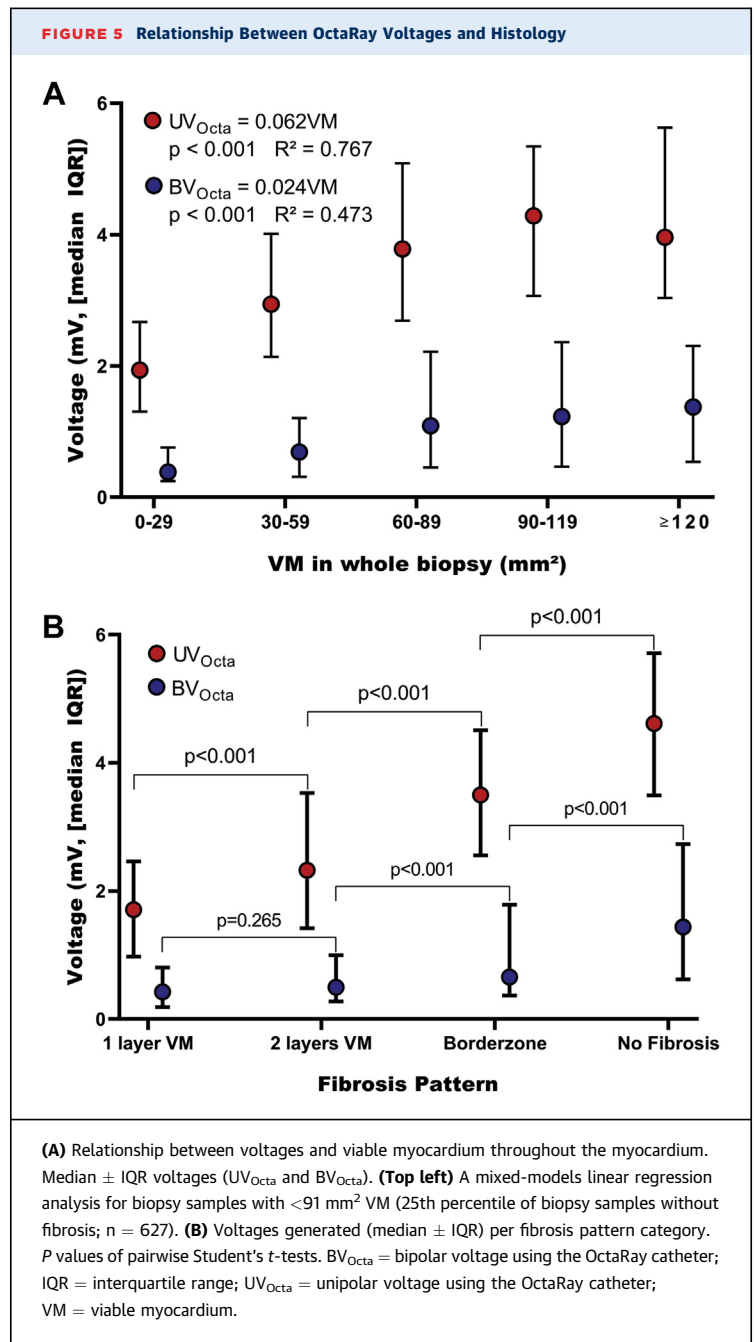 FIGURE 5 Relationship Between OctaRay Voltages and Histology
A
UVOcta = 0.062VM
p < 0.001 R² = 0.767
BVOcta = 0.024VM
p < 0.001 R² = 0.473
6
4
2
0
Voltage (mV, [median IQR])
0-29
30-59
60-89
90-119
≥120
VM in whole biopsy (mm²)
B
UVOcta
BVOcta
p<0.001
p<0.001
p<0.001
p<0.001
p<0.001
p=0.265
6
4
2
0
Voltage (mV, [median IQR])
1 layer VM
2 layers VM
Borderzone
No Fibrosis
Fibrosis Pattern
(A) Relationship between voltages and viable myocardium throughout the myocardium.
Median ± IQR voltages (UVOcta and BVOcta). (Top left) A mixed-models linear regression
analysis for biopsy samples with <91 mm² VM (25th percentile of biopsy samples without
fibrosis; n = 627). (B) Voltages generated (median ± IQR) per fibrosis pattern category.
P values of pairwise Student's t-tests. BVOcta = bipolar voltage using the OctaRay catheter;
IQR = interquartile range; UVOcta = unipolar voltage using the OctaRay catheter;
VM = viable myocardium.